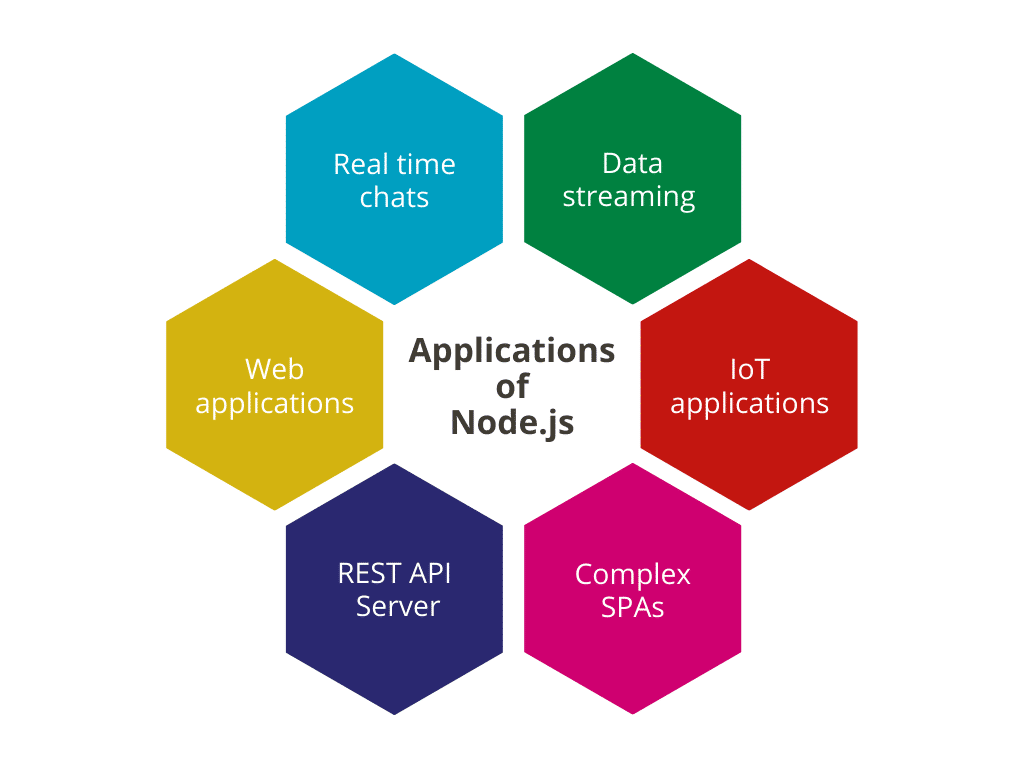 Real time
chats
Data
streaming
Web
applications
Applications
of
Node.js
IoT
applications
REST API
Server
Complex
SPAs